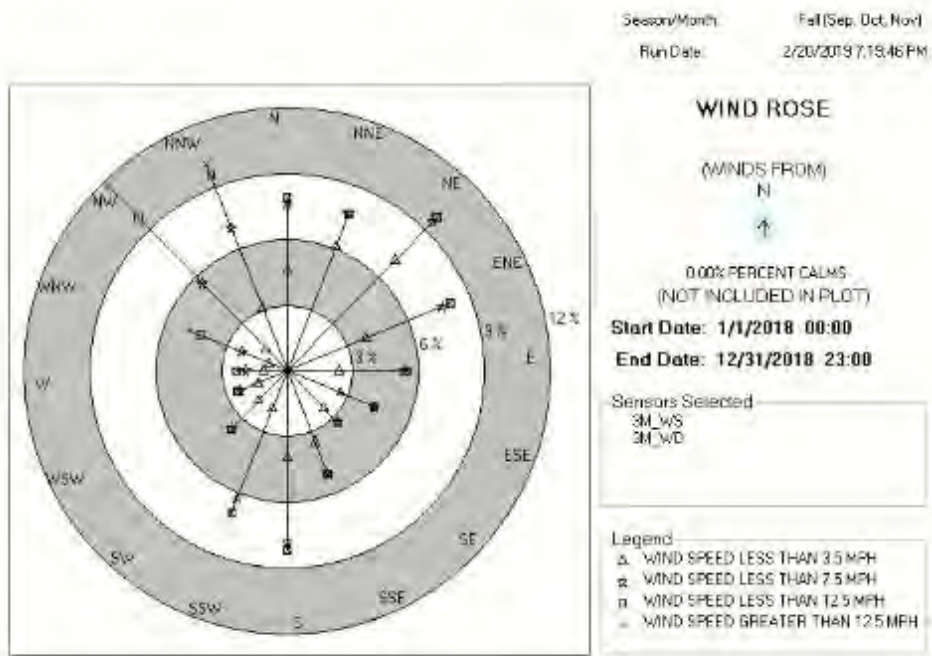 Season/Month: Fall (Sep, Oct, Nov)
Run Date: 2/20/2019 7:19:46 PM
WIND ROSE
(WINDS FROM)
N
0.00% PERCENT CALMS
(NOT INCLUDED IN PLOT)
Start Date: 1/1/2018 00:00
End Date: 12/31/2018 23:00
Sensors Selected
3M_WS
3M_WD
Legend
WIND SPEED LESS THAN 3.5 MPH
WIND SPEED LESS THAN 7.5 MPH
WIND SPEED LESS THAN 12.5 MPH
WIND SPEED GREATER THAN 12.5 MPH
N
NNE
NE
ENE
E
ESE
SE
SSE
S
SSW
SW
WSW
W
WNW
NW
NNW
3 %
6 %
9 %
12 %